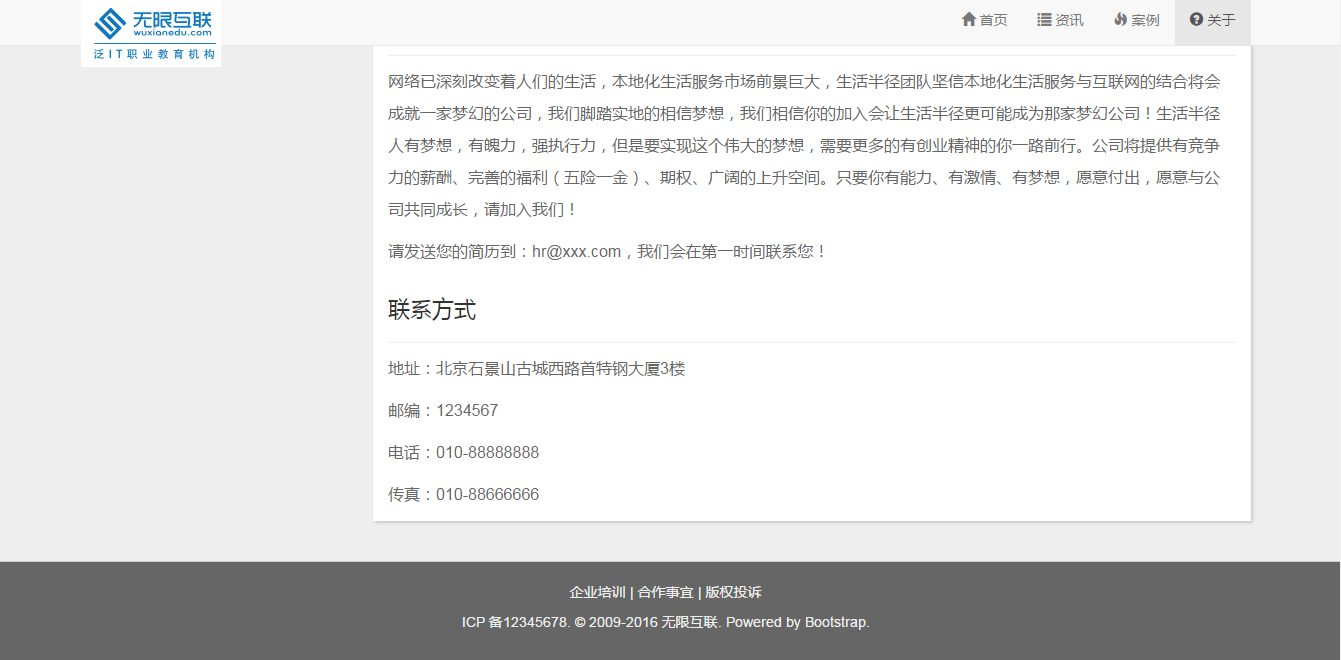 无限互联
wuxianedu.com
泛IT职业教育机构
首页 资讯 案例 关于
网络已深刻改变着人们的生活，本地化生活服务市场前景巨大，生活半径团队坚信本地化生活服务与互联网的结合将会
成就一家梦幻的公司，我们脚踏实地的相信梦想，我们相信你的加入会让生活半径更可能成为那家梦幻公司！生活半径
人有梦想，有魄力，强执行力，但是要实现这个伟大的梦想，需要更多的有创业精神的你一路前行。公司将提供有竞争
力的薪酬、完善的福利（五险一金）、期权、广阔的上升空间。只要你有能力、有激情、有梦想，愿意付出，愿意与公
司共同成长，请加入我们！
请发送您的简历到：hr@xxx.com，我们会在第一时间联系您！
联系方式
地址：北京石景山古城西路首特钢大厦3楼
邮编：1234567
电话：010-88888888
传真：010-88666666
企业培训 | 合作事宜 | 版权投诉
ICP 备12345678. © 2009-2016 无限互联. Powered by Bootstrap.